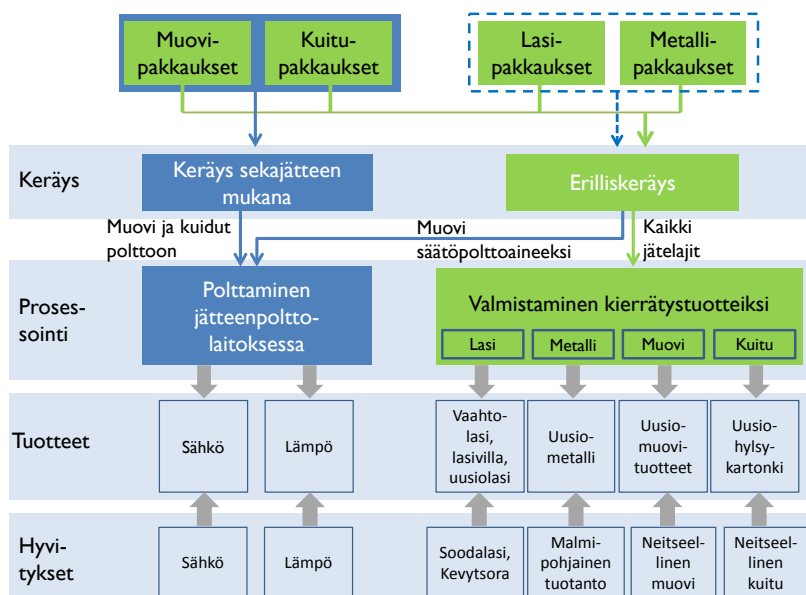 Muovi-
pakkaukset
Kuitu-
pakkaukset
Lasi-
pakkaukset
Metalli-
pakkaukset
Keräys
Keräys sekajätteen
mukana
Erilliskeräys
Muovi ja kuidut
polttoon
Muovi
säätöpolttoaineeksi
Kaikki
jätelajit
Proses-
sointi
Polttaminen
jätteenpoltto-
laitoksessa
Valmistaminen kierrätystuotteiksi
Lasi
Metalli
Muovi
Kuitu
Tuotteet
Sähkö
Lämpö
Vaahto-
lasi,
lasivilla,
uusiolasi
Uusio-
metalli
Uusio-
muovi-
tuotteet
Uusio-
hylsy-
kartonki
Hyvi-
tykset
Sähkö
Lämpö
Soodalasi,
Kevytsora
Malmi-
pohjainen
tuotanto
Neitseel-
linen
muovi
Neitseel-
linen
kuitu